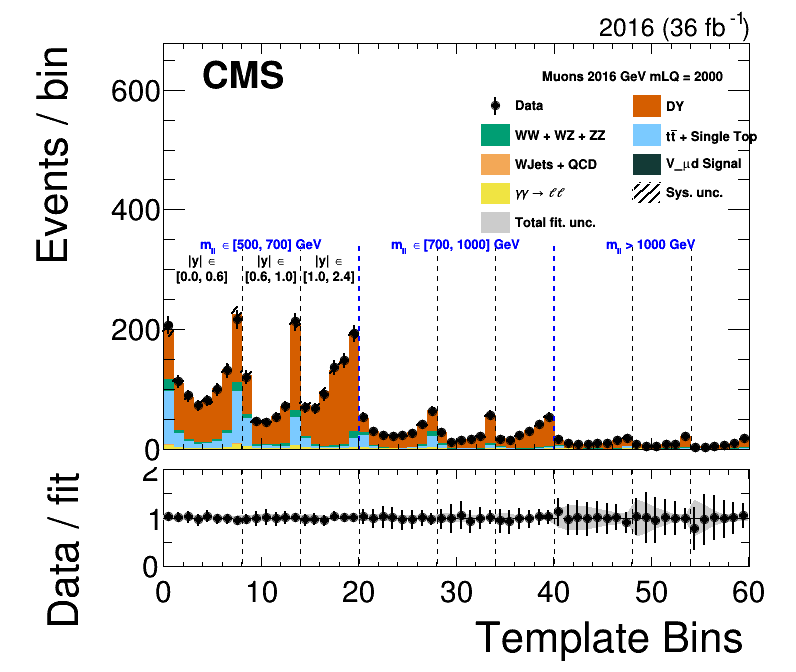 2016 (36 fb⁻¹)
CMS
Muons 2016 GeV mLQ = 2000
Data
DY
WW + WZ + ZZ
tt̄ + Single Top
WJets + QCD
V_μd Signal
γγ → ℓℓ
Sys. unc.
Total fit. unc.
Events / bin
600
400
200
0
m_ll ∈ [500, 700] GeV
m_ll ∈ [700, 1000] GeV
m_ll > 1000 GeV
|y| ∈ [0.0, 0.6]
|y| ∈ [0.6, 1.0]
|y| ∈ [1.0, 2.4]
Data / fit
2
1
0
0 10 20 30 40 50 60
Template Bins